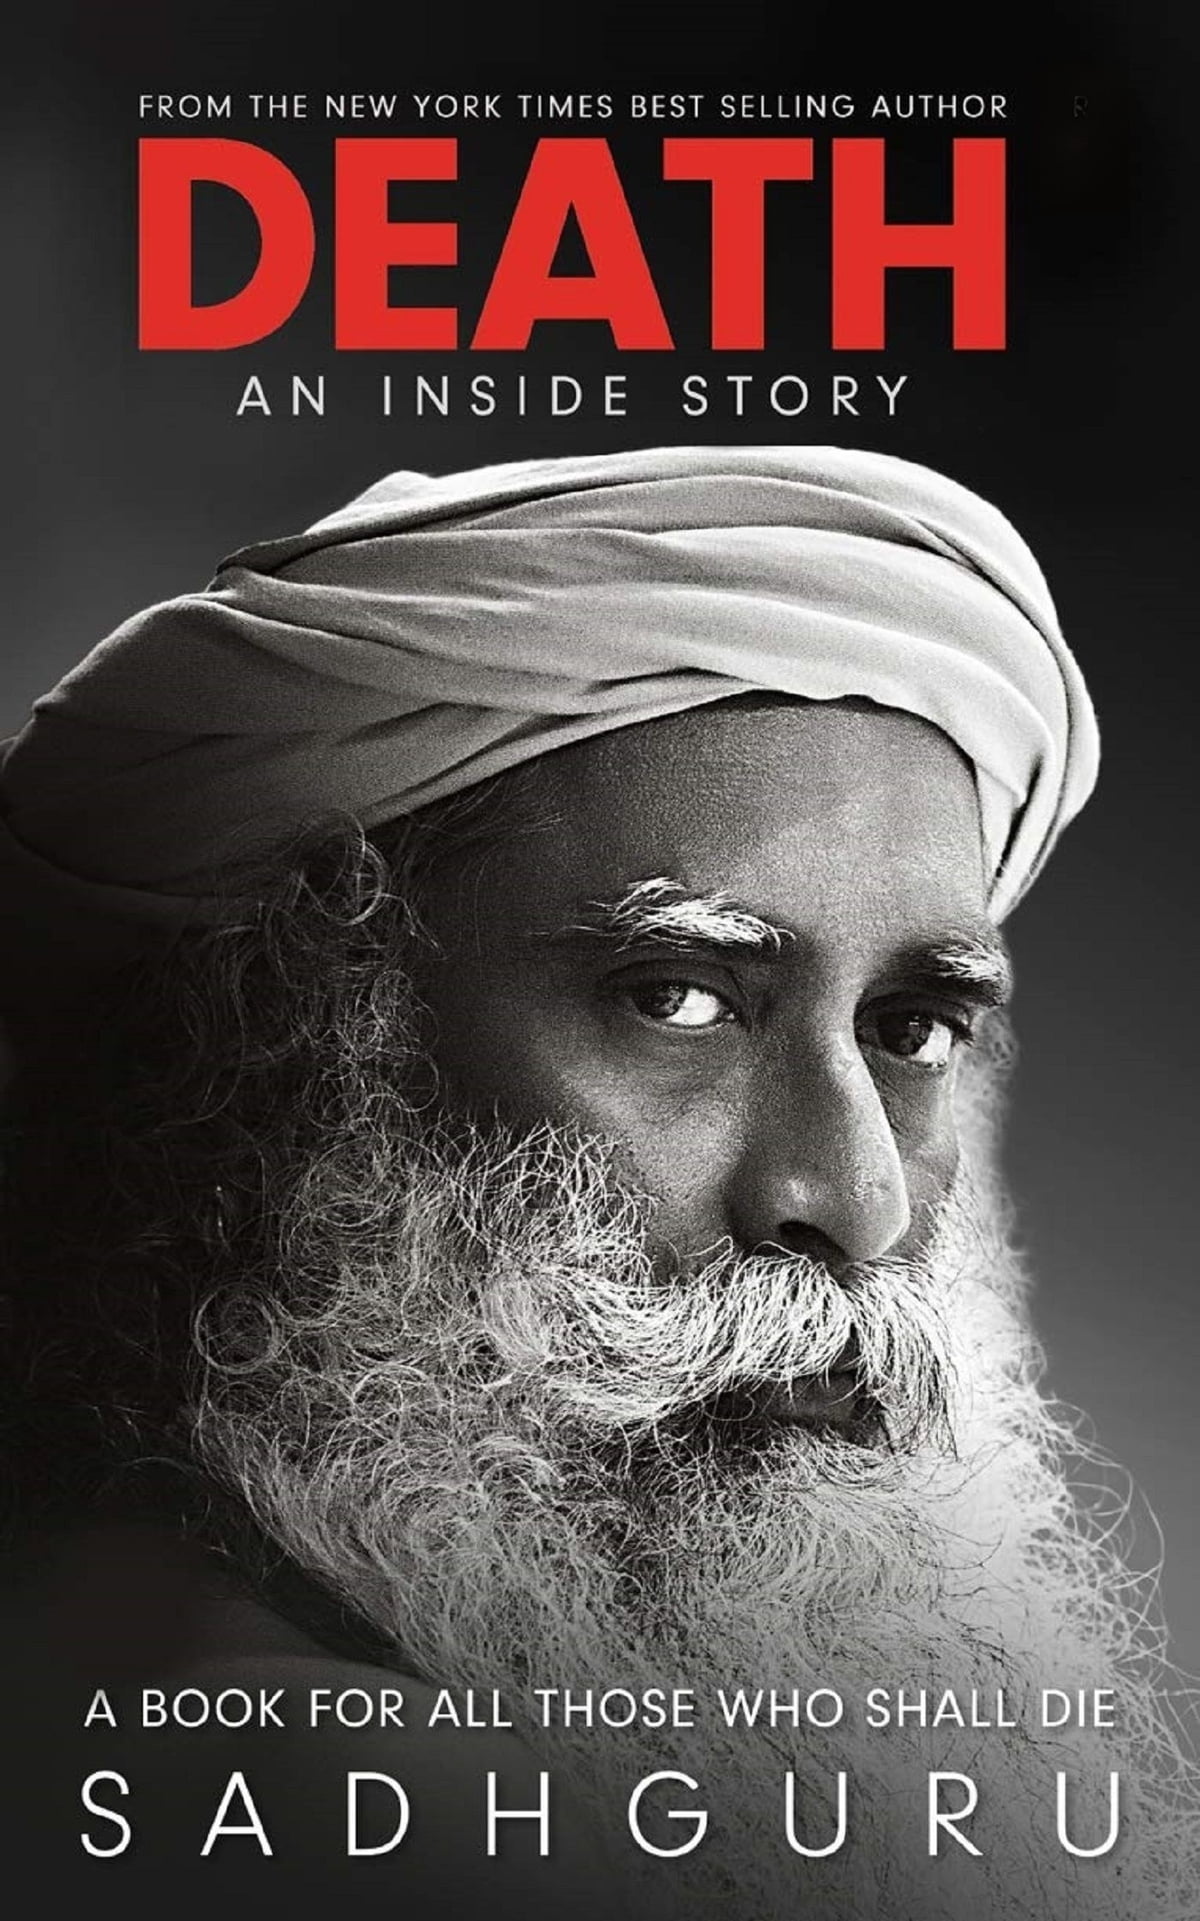 FROM THE NEW YORK TIMES BEST SELLING AUTHOR
DEATH
AN INSIDE STORY
A BOOK FOR ALL THOSE WHO SHALL DIE
SADHGURU